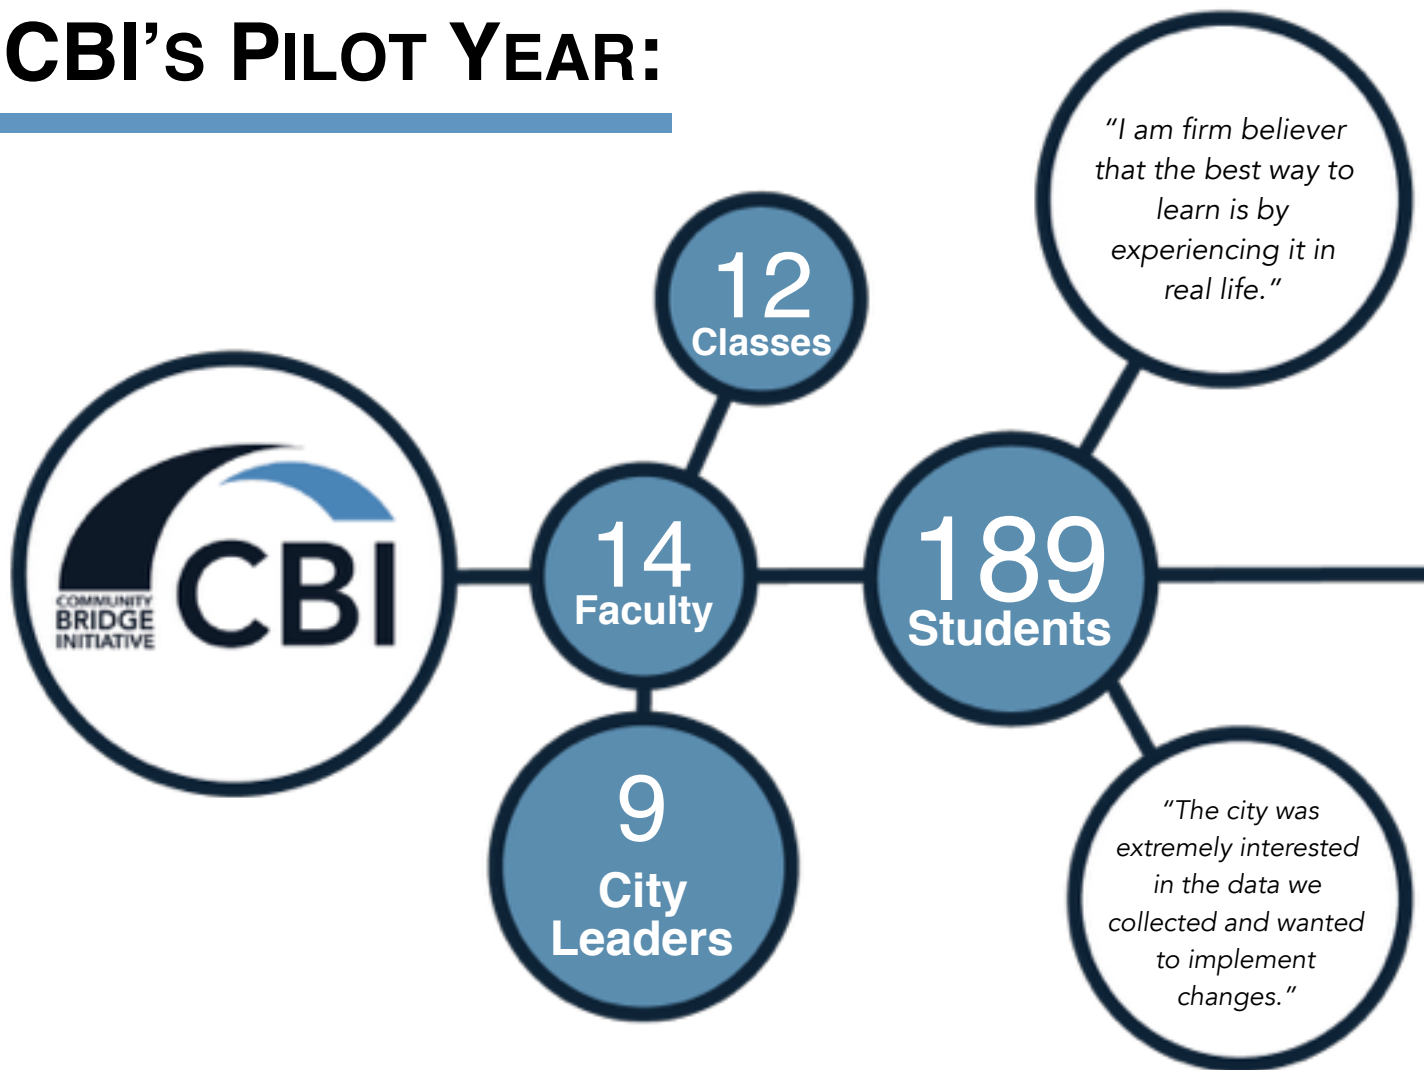 CBI's Pilot Year:
"I am firm believer
that the best way to
learn is by
experiencing it in
real life."
12
Classes
COMMUNITY
BRIDGE
INITIATIVE
CBI
14
Faculty
189
Students
9
City
Leaders
"The city was
extremely interested
in the data we
collected and wanted
to implement
changes."